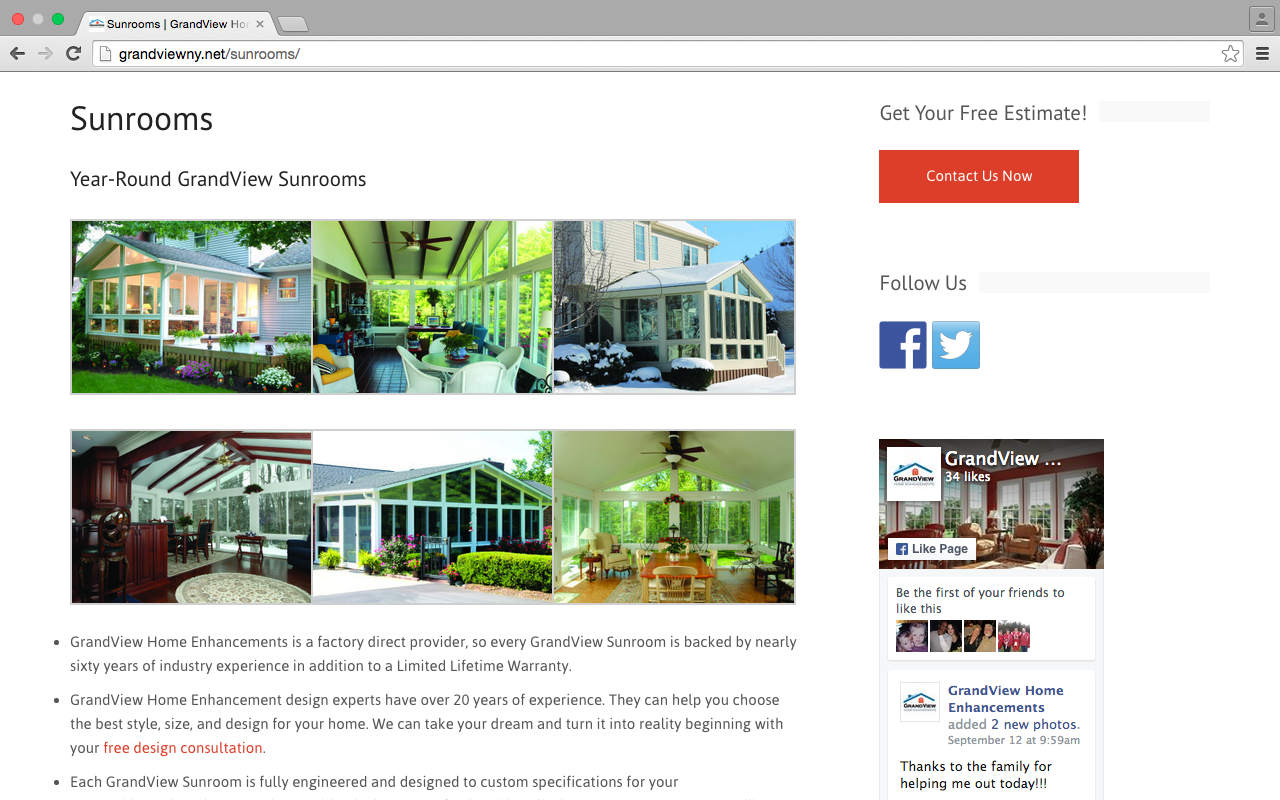 Sunrooms | GrandView Hor
grandviewny.net/sunrooms/
Sunrooms
Year-Round GrandView Sunrooms
GrandView Home Enhancements is a factory direct provider, so every GrandView Sunroom is backed by nearly
sixty years of industry experience in addition to a Limited Lifetime Warranty.
GrandView Home Enhancement design experts have over 20 years of experience. They can help you choose
the best style, size, and design for your home. We can take your dream and turn it into reality beginning with
your free design consultation.
Each GrandView Sunroom is fully engineered and designed to custom specifications for your
Get Your Free Estimate!
Contact Us Now
Follow Us
GRANDVIEW
GrandView ...
34 likes
Like Page
Be the first of your friends to
like this
GRANDVIEW
GrandView Home
Enhancements
added 2 new photos.
September 12 at 9:59am
Thanks to the family for
helping me out today!!!